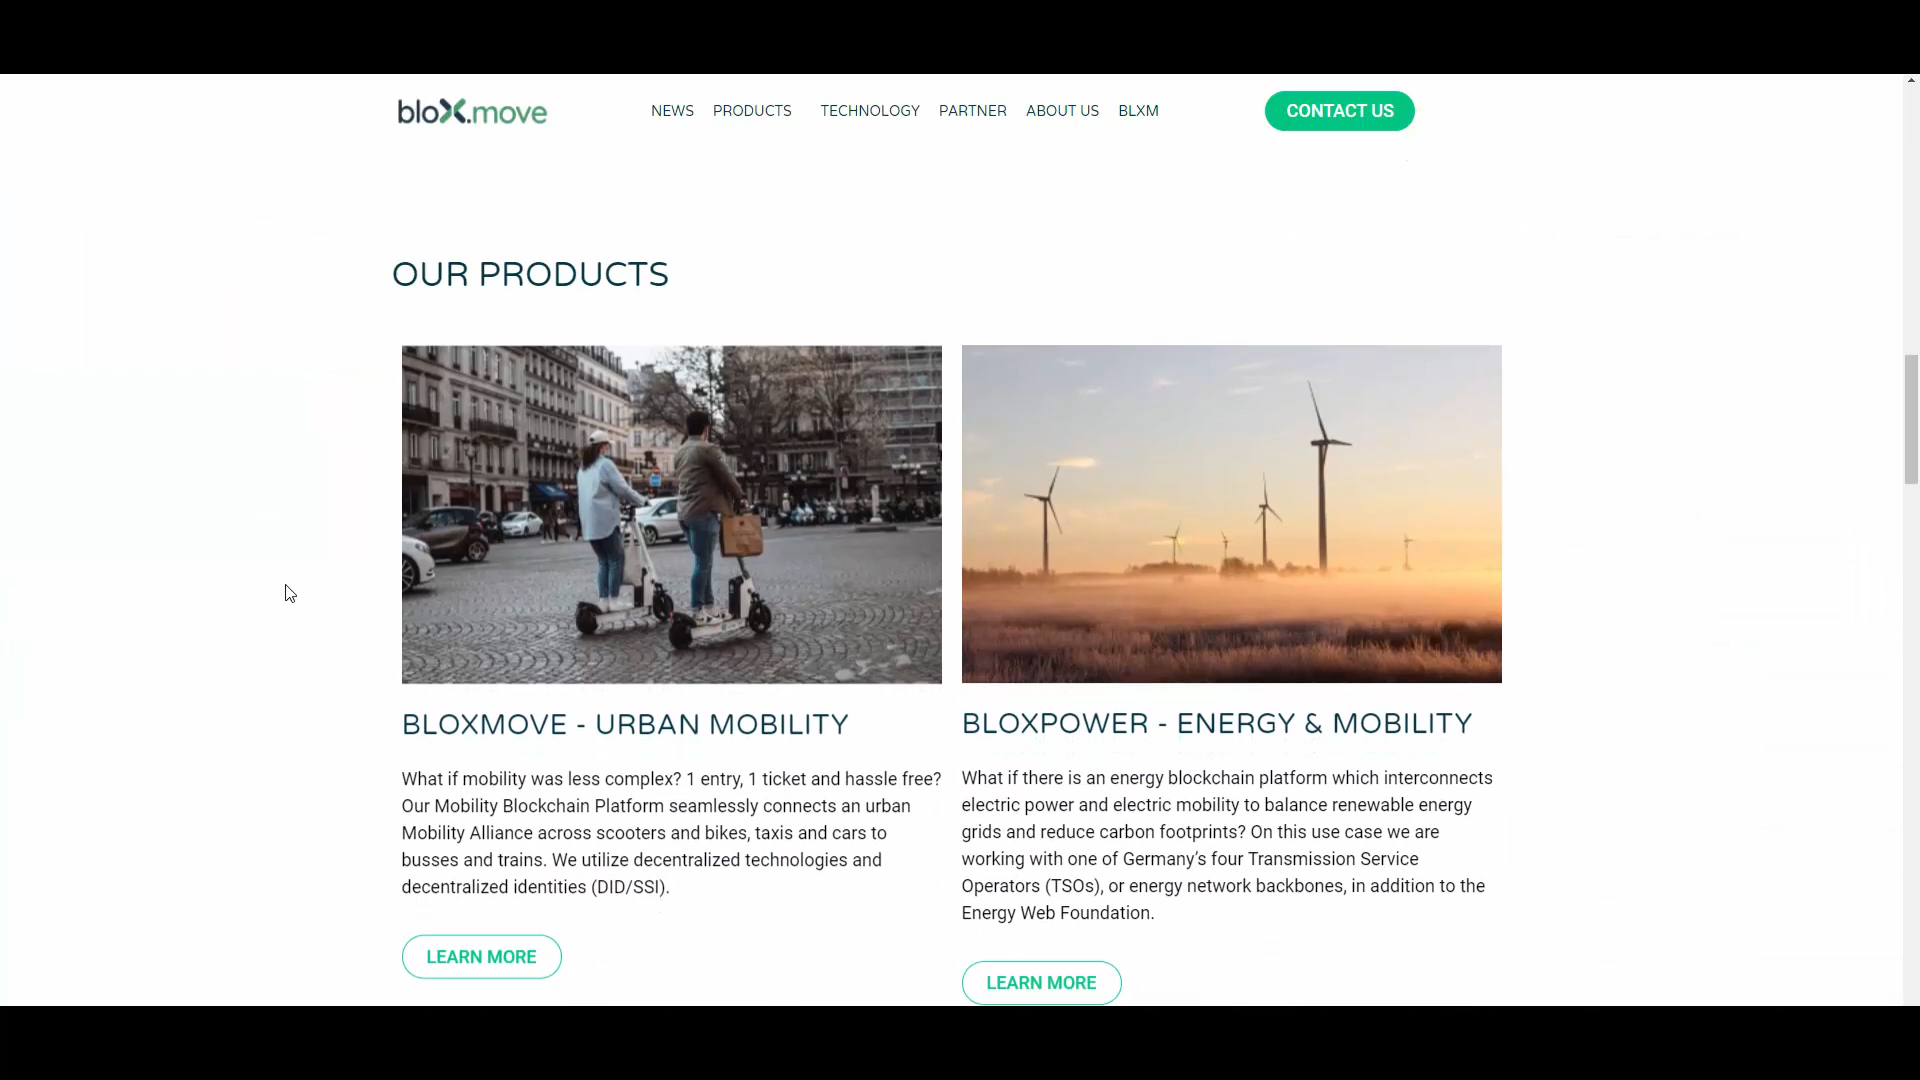 bloX.move
NEWS PRODUCTS TECHNOLOGY PARTNER ABOUT US BLXM
CONTACT US
OUR PRODUCTS
BLOXMOVE - URBAN MOBILITY
What if mobility was less complex? 1 entry, 1 ticket and hassle free?
Our Mobility Blockchain Platform seamlessly connects an urban
Mobility Alliance across scooters and bikes, taxis and cars to
busses and trains. We utilize decentralized technologies and
decentralized identities (DID/SSI).
LEARN MORE
BLOXPOWER - ENERGY & MOBILITY
What if there is an energy blockchain platform which interconnects
electric power and electric mobility to balance renewable energy
grids and reduce carbon footprints? On this use case we are
working with one of Germany’s four Transmission Service
Operators (TSOs), or energy network backbones, in addition to the
Energy Web Foundation.
LEARN MORE